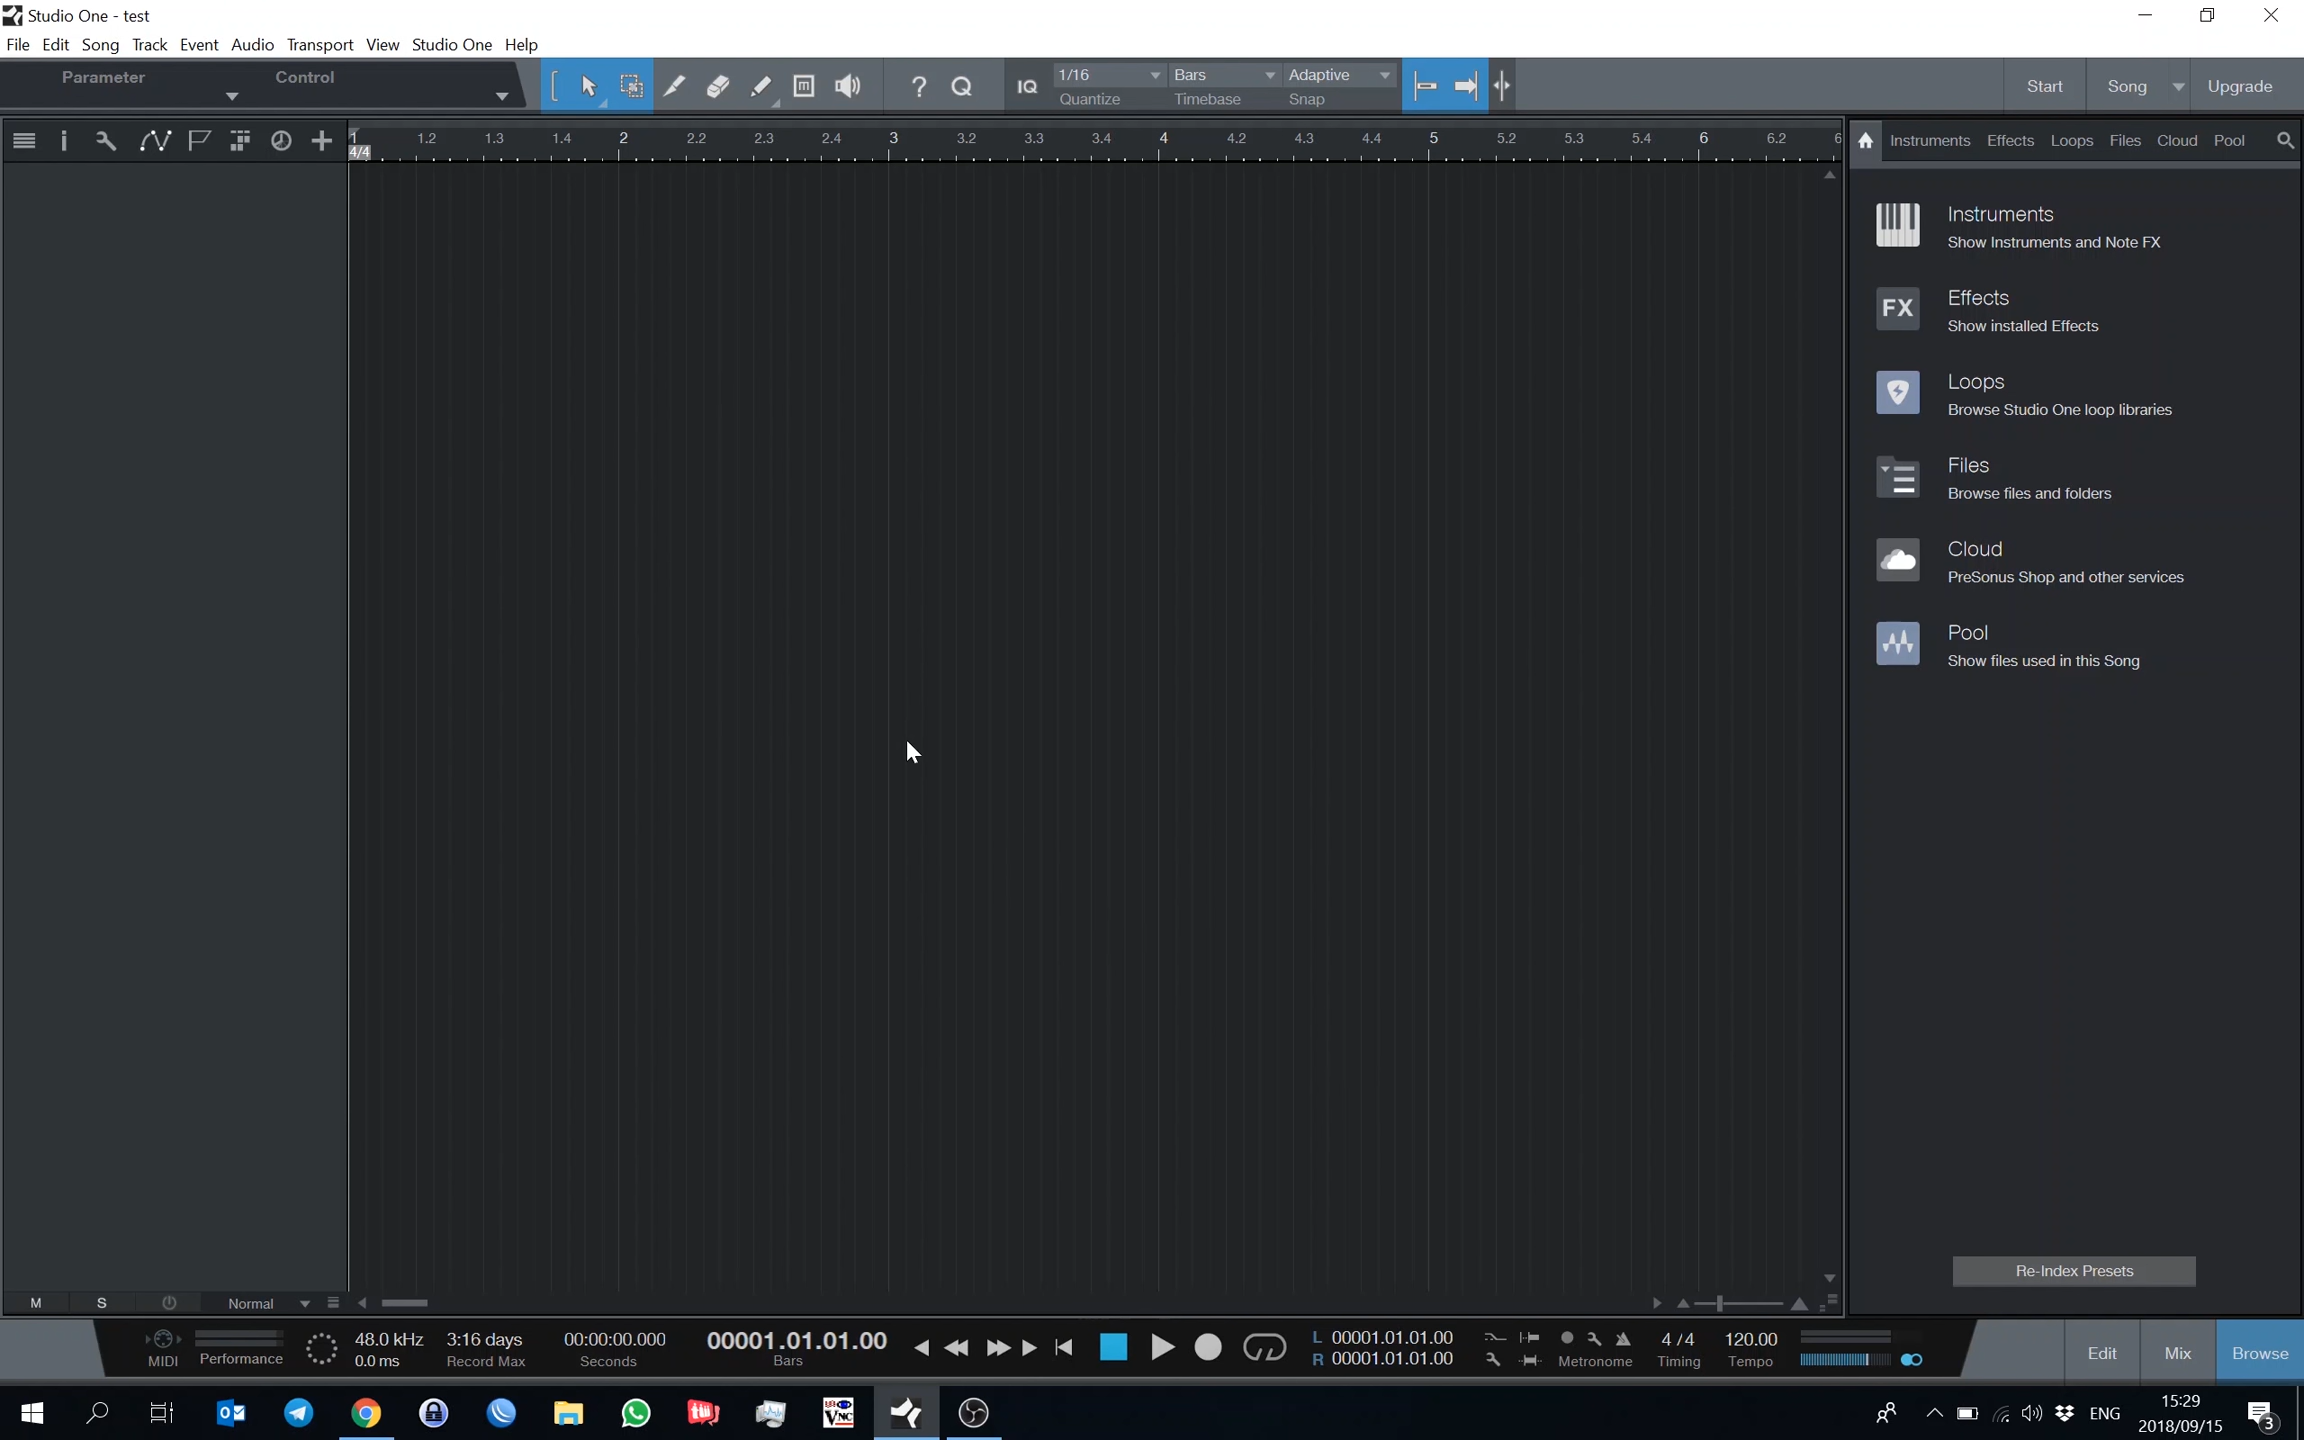 Studio One - test
File Edit Song Track Event Audio Transport View Studio One Help
Parameter Control
1/16 Bars Adaptive
IQ Quantize Timebase Snap
Start Song Upgrade
1 1.2 1.3 1.4 2 2.2 2.3 2.4 3 3.2 3.3 3.4 4 4.2 4.3 4.4 5 5.2 5.3 5.4 6 6.2 6
4/4
Instruments Effects Loops Files Cloud Pool
Instruments
Show Instruments and Note FX
FX
Effects
Show installed Effects
Loops
Browse Studio One loop libraries
Files
Browse files and folders
Cloud
PreSonus Shop and other services
Pool
Show files used in this Song
Re-Index Presets
M S Normal
48.0 kHz 3:16 days 00:00:00.000 00001.01.01.00 L 00001.01.01.00 4 / 4 120.00
MIDI Performance 0.0 ms Record Max Seconds Bars R 00001.01.01.00 Metronome Timing Tempo
Edit Mix Browse
ENG
15:29
2018/09/15
3